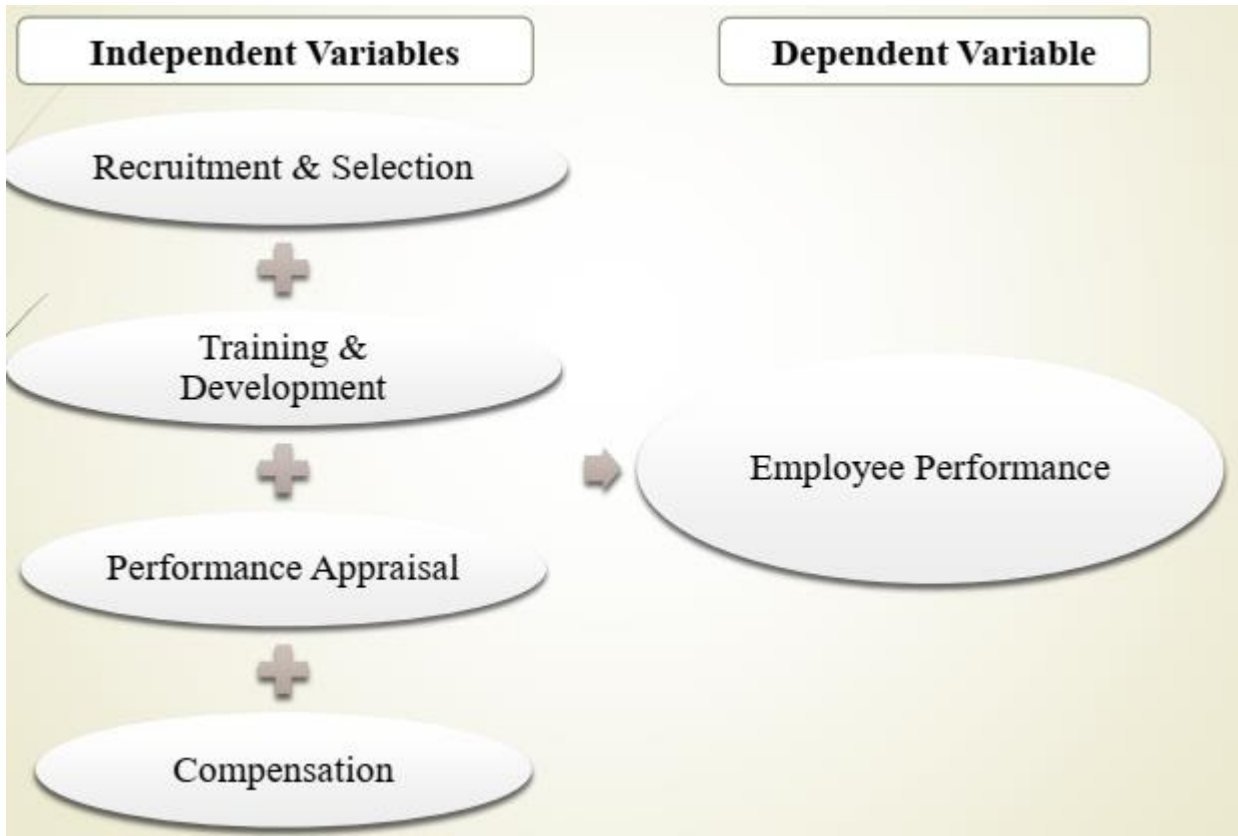 Independent Variables
Dependent Variable
Recruitment & Selection
Training &
Development
Performance Appraisal
Compensation
Employee Performance